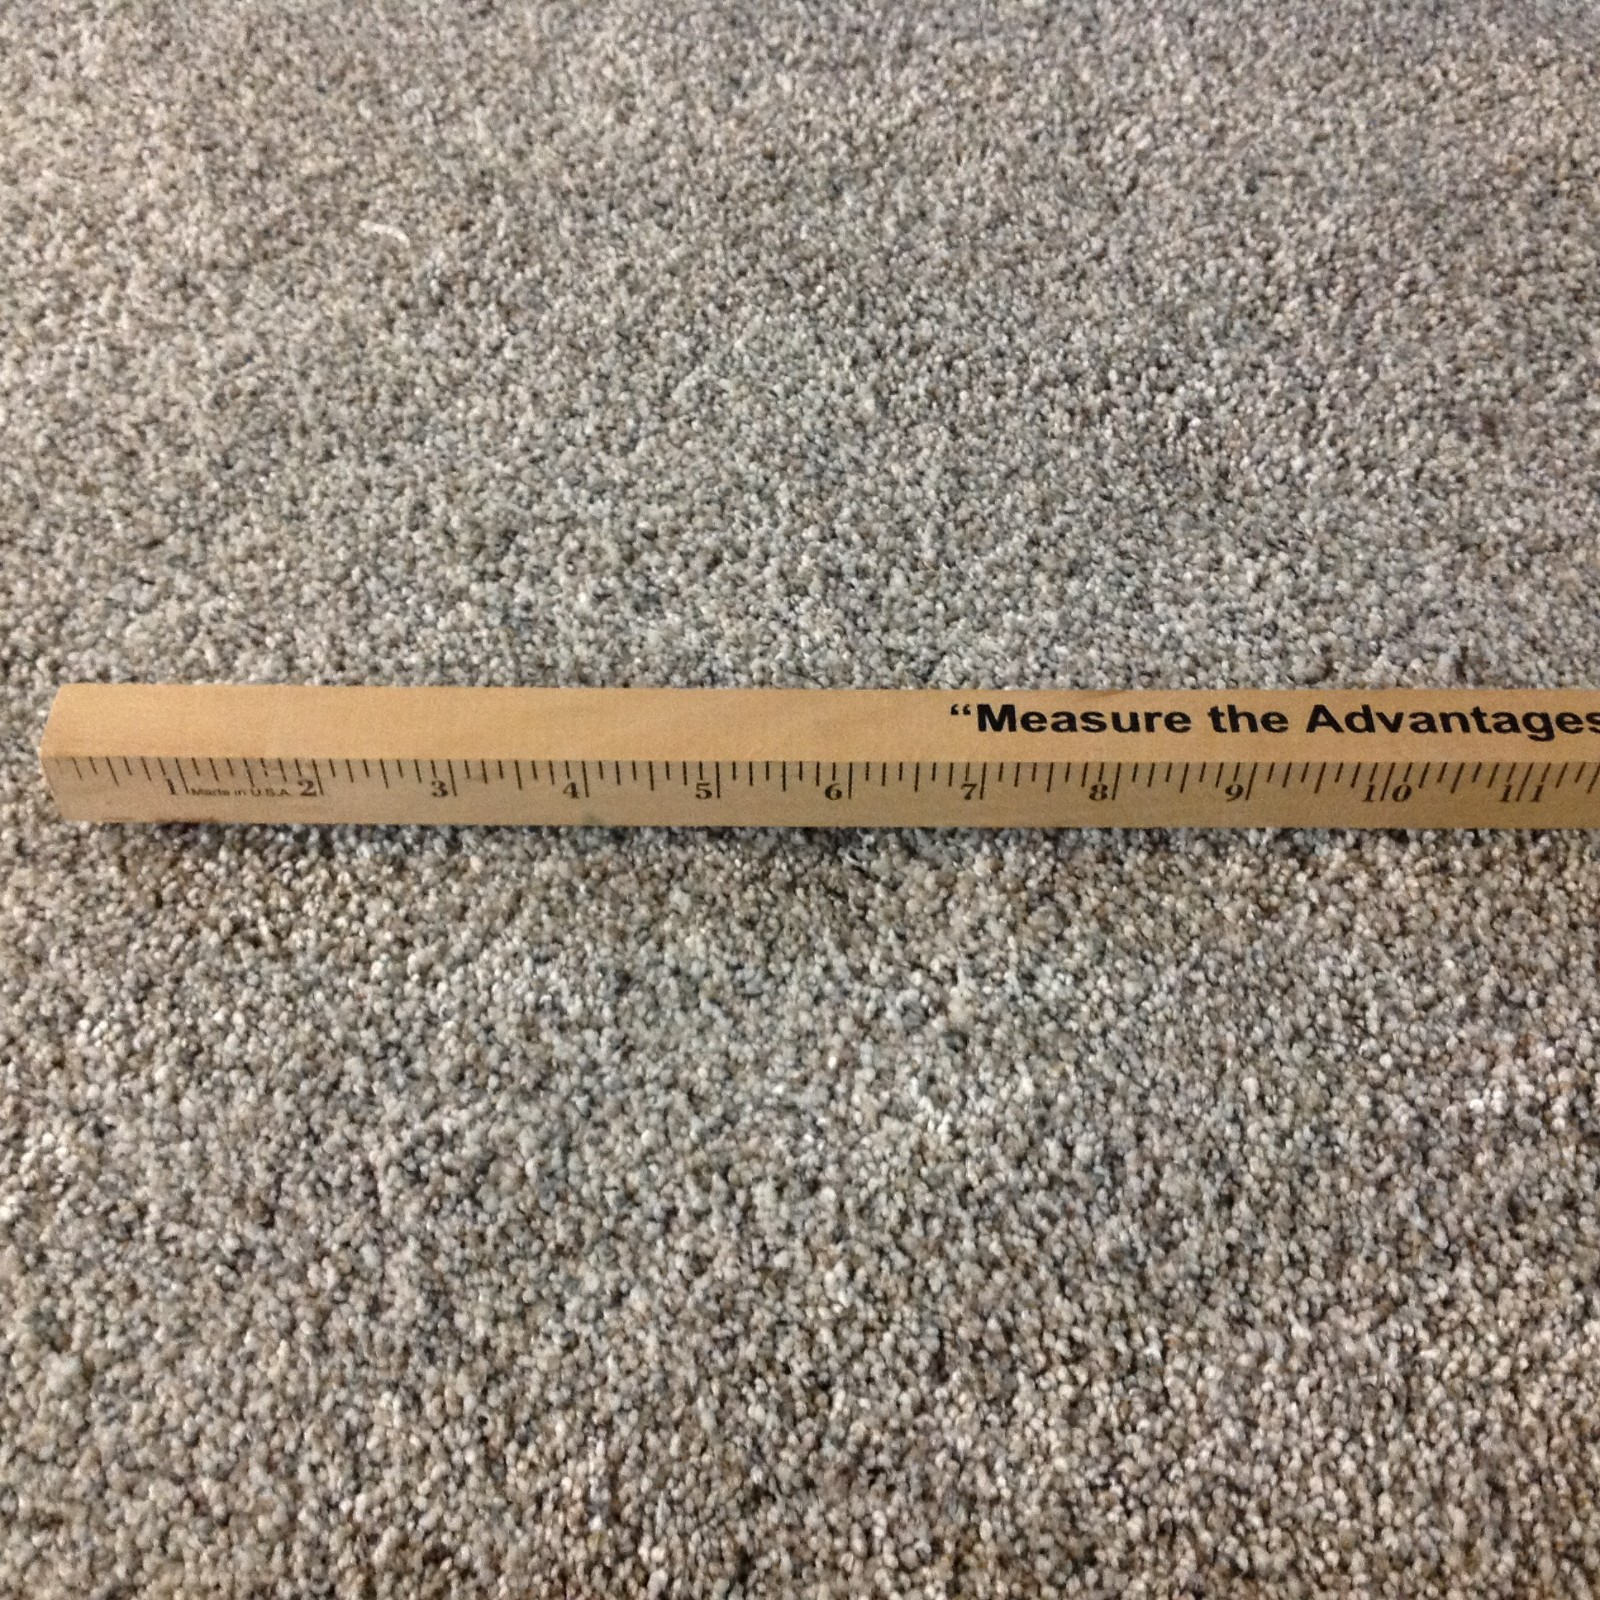 “Measure the Advantages
1 Made in U.S.A. 2 3 4 5 6 7 8 9 10 11